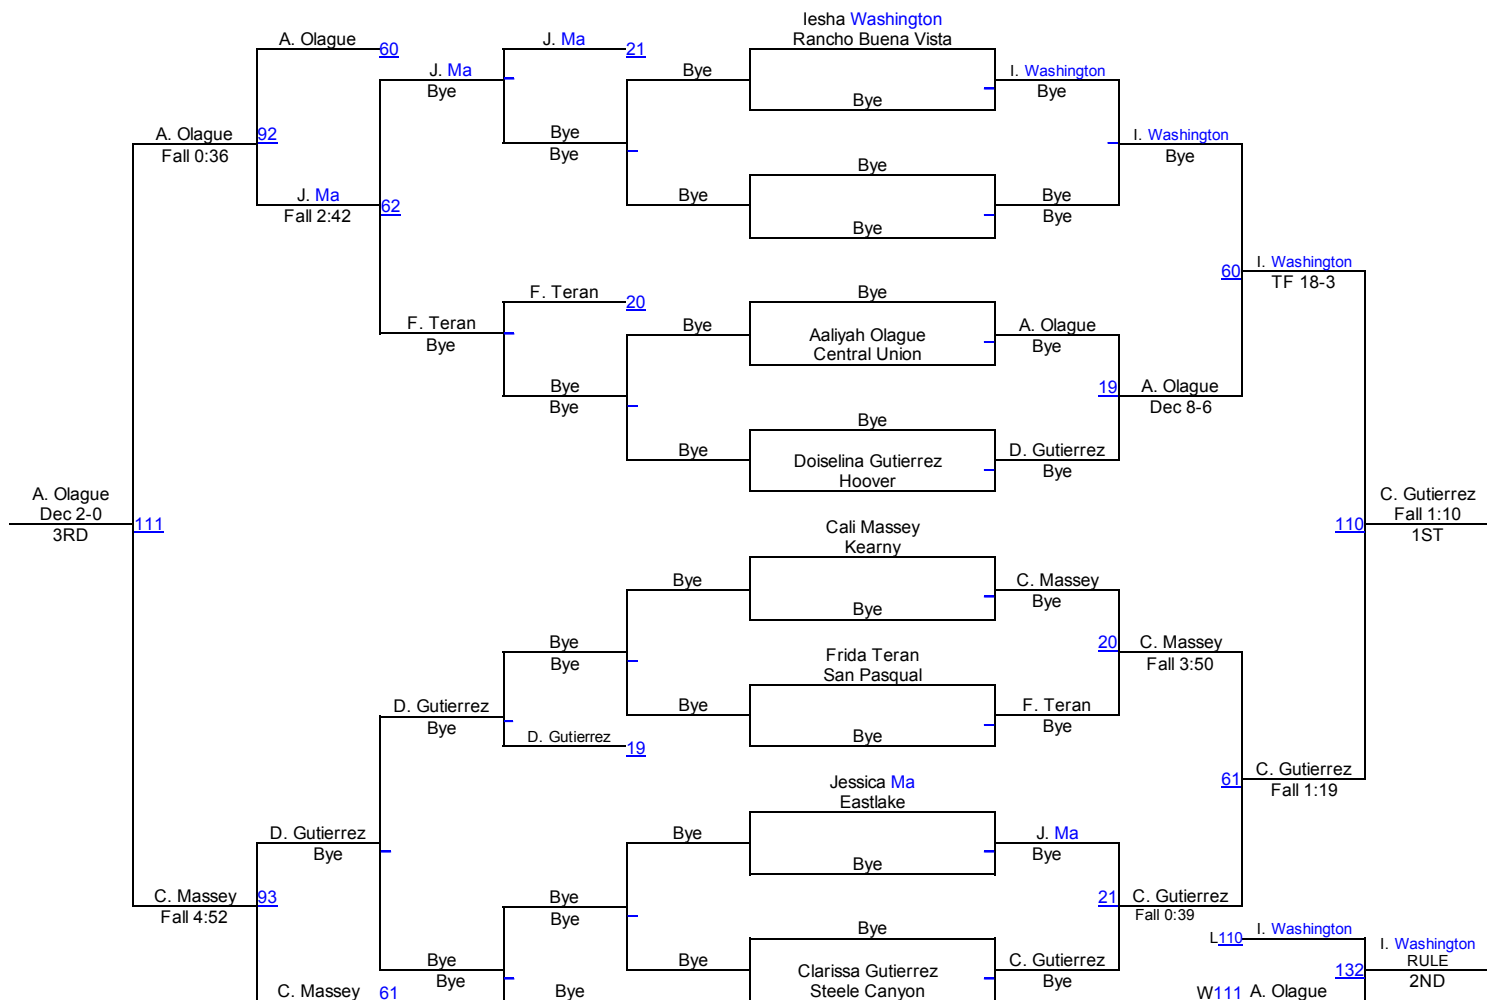 Iesha Washington
A. Olague
60
J. Ma
21
Rancho Buena Vista
J. Ma
Bye
I. Washington
Bye
Bye
Bye
A. Olague
92
Bye
I. Washington
Fall 0:36
Bye
Bye
Bye
J. Ma
62
Bye
Bye
Fall 2:42
Bye
Bye
60
I. Washington
TF 18-3
F. Teran
20
Bye
F. Teran
Bye
A. Olague
Bye
Aaliyah Olague
Bye
Central Union
Bye
19
A. Olague
Bye
Dec 8-6
Bye
Bye
Doiselina Gutierrez
D. Gutierrez
Hoover
Bye
A. Olague
C. Gutierrez
Dec 2-0
111
110
Fall 1:10
3RD
1ST
Cali Massey
Kearny
Bye
C. Massey
Bye
Bye
Bye
20
C. Massey
Bye
Frida Teran
Fall 3:50
San Pasqual
D. Gutierrez
Bye
F. Teran
Bye
Bye
Bye
D. Gutierrez
19
61
C. Gutierrez
Jessica Ma
Fall 1:19
Eastlake
D. Gutierrez
Bye
J. Ma
Bye
Bye
Bye
C. Massey
93
Bye
21
C. Gutierrez
Fall 4:52
Bye
Fall 0:39
Bye
L110
I. Washington
I. Washington
Bye
Bye
C. Gutierrez
RULE
Bye
Clarissa Gutierrez
Bye
132
2ND
C. Massey
61
Bye
Steele Canyon
W111
A. Olague